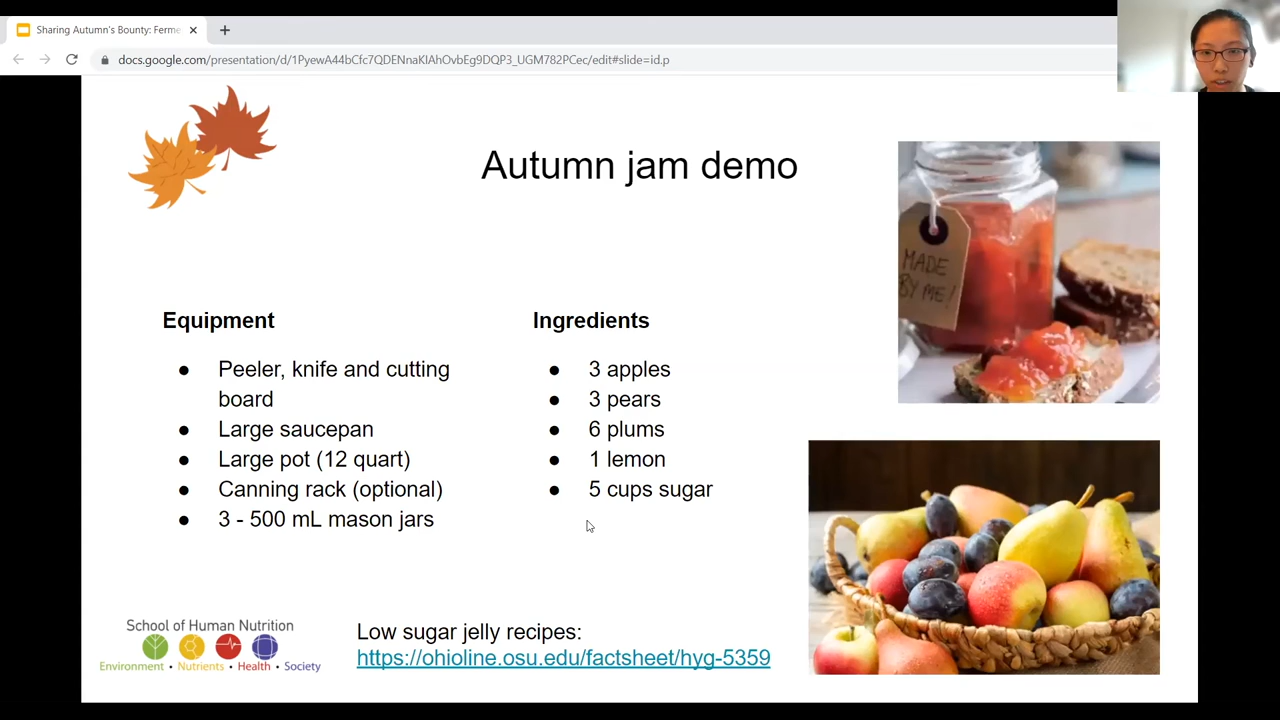 Sharing Autumn's Bounty: Ferme
docs.google.com/presentation/d/1PyewA44bCfc7QDENnaKIAhOvbEg9DQP3_UGM782PCec/edit#slide=id.p
Autumn jam demo
MADE
BY ME!
Equipment
● Peeler, knife and cutting
board
● Large saucepan
● Large pot (12 quart)
● Canning rack (optional)
● 3 - 500 mL mason jars
Ingredients
● 3 apples
● 3 pears
● 6 plums
● 1 lemon
● 5 cups sugar
School of Human Nutrition
Environment • Nutrients • Health • Society
Low sugar jelly recipes:
https://ohioline.osu.edu/factsheet/hyg-5359